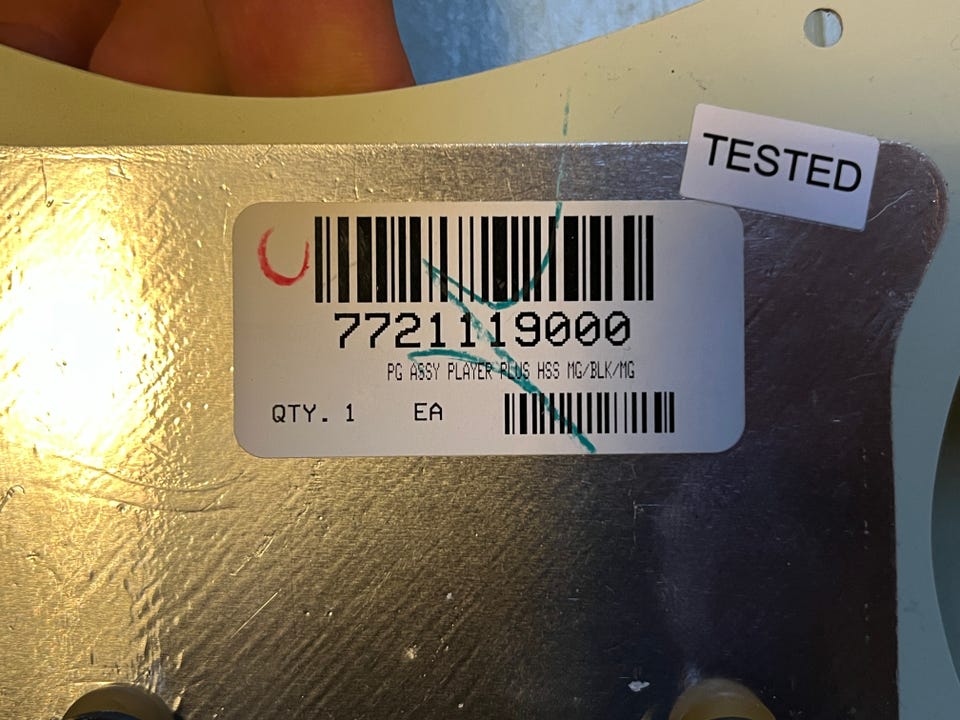 TESTED
7721119000
PG ASSY PLAYER PLUS HSS MG/BLK/MG
QTY. 1 EA